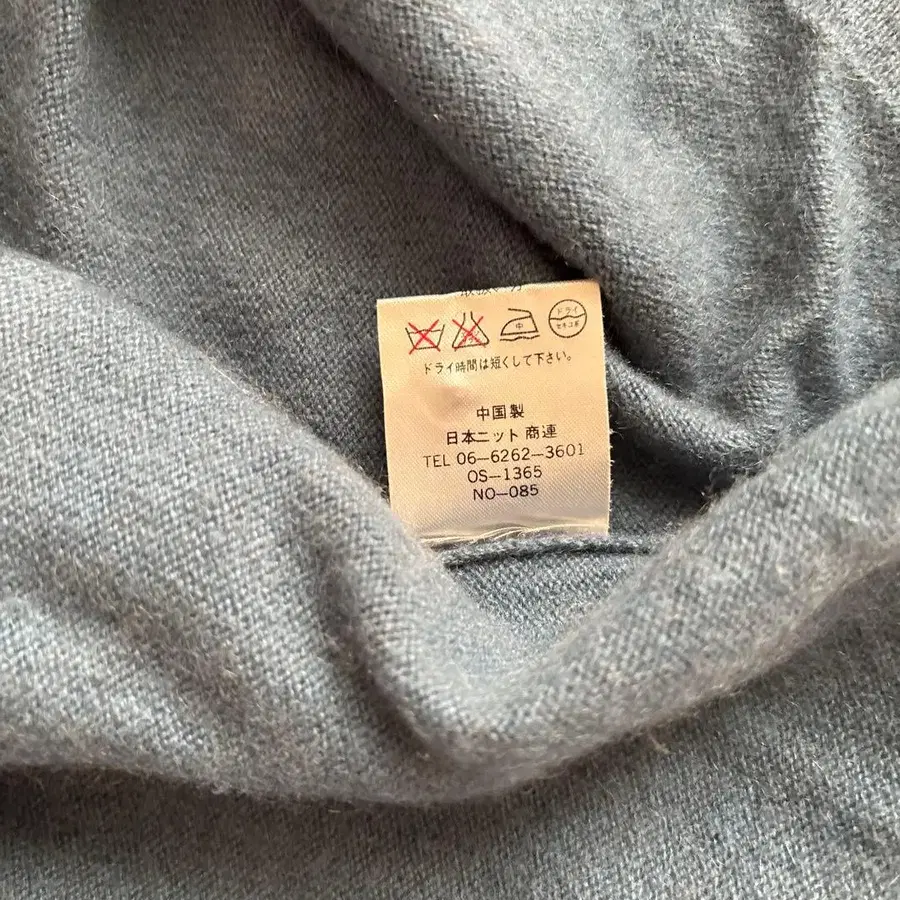 中
ドライ
セキユ系
ドライ時間は短くして下さい。
中国製
日本ニット商連
TEL 06-6262-3601
OS-1365
NO-085